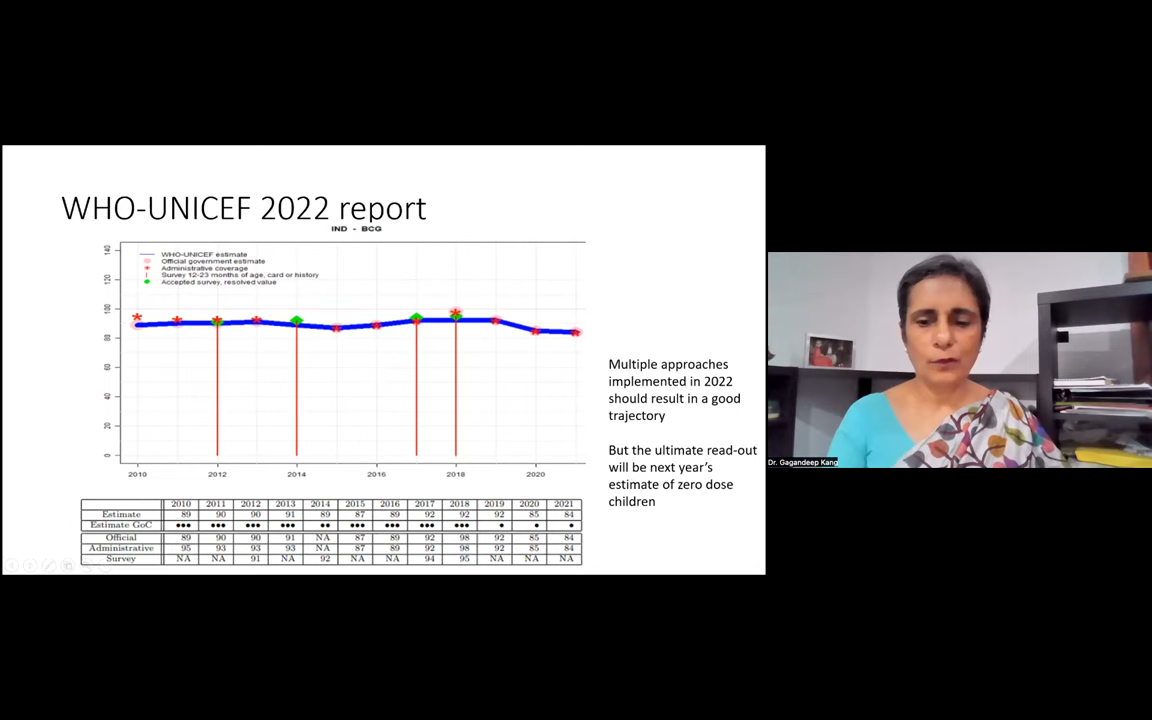 WHO-UNICEF 2022 report
IND - BCG
WHO-UNICEF estimate
Official government estimate
Administrative coverage
Survey 12-23 months of age, card or history
Accepted survey, resolved value
140
120
100
80
60
40
20
0
2010 2012 2014 2016 2018 2020
2010 2011 2012 2013 2014 2015 2016 2017 2018 2019 2020 2021
Estimate 89 90 90 91 89 87 89 92 92 92 85 84
Estimate GoC ••• ••• ••• ••• •• ••• ••• ••• ••• • • •
Official 89 90 90 91 NA 87 89 92 98 92 85 84
Administrative 95 93 93 93 NA 87 89 92 98 92 85 84
Survey NA NA 91 NA 92 NA NA 94 95 NA NA NA
Multiple approaches
implemented in 2022
should result in a good
trajectory
But the ultimate read-out
will be next year's
estimate of zero dose
children
Dr. Gagandeep Kang